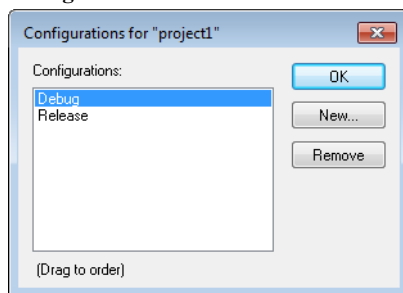 Configurations for "project1"
Configurations:
Debug
Release
OK
New...
Remove
(Drag to order)